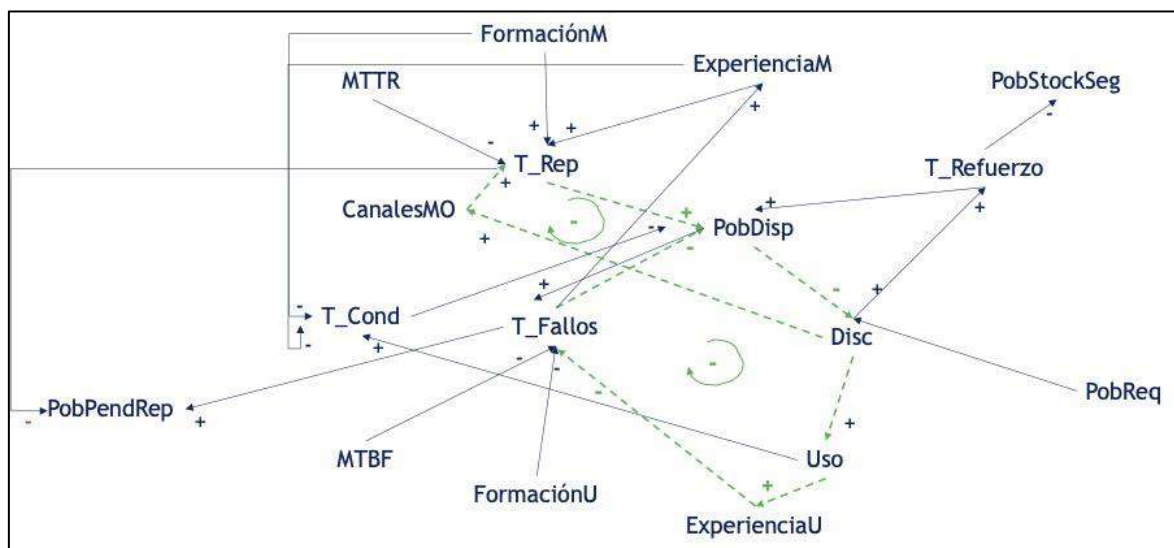 FormaciónM
ExperienciaM
MTTR
PobStockSeg
+
-
-
+
+
T_Rep
T_Refuerzo
+
CanalesMO
+
+
+
-
-
PobDisp
+
-
-
+
+
-
-
T_Cond
T_Fallos
Disc
-
+
-
-
-
-
PobReq
PobPendRep
-
+
+
MTBF
Uso
FormaciónU
+
ExperienciaU